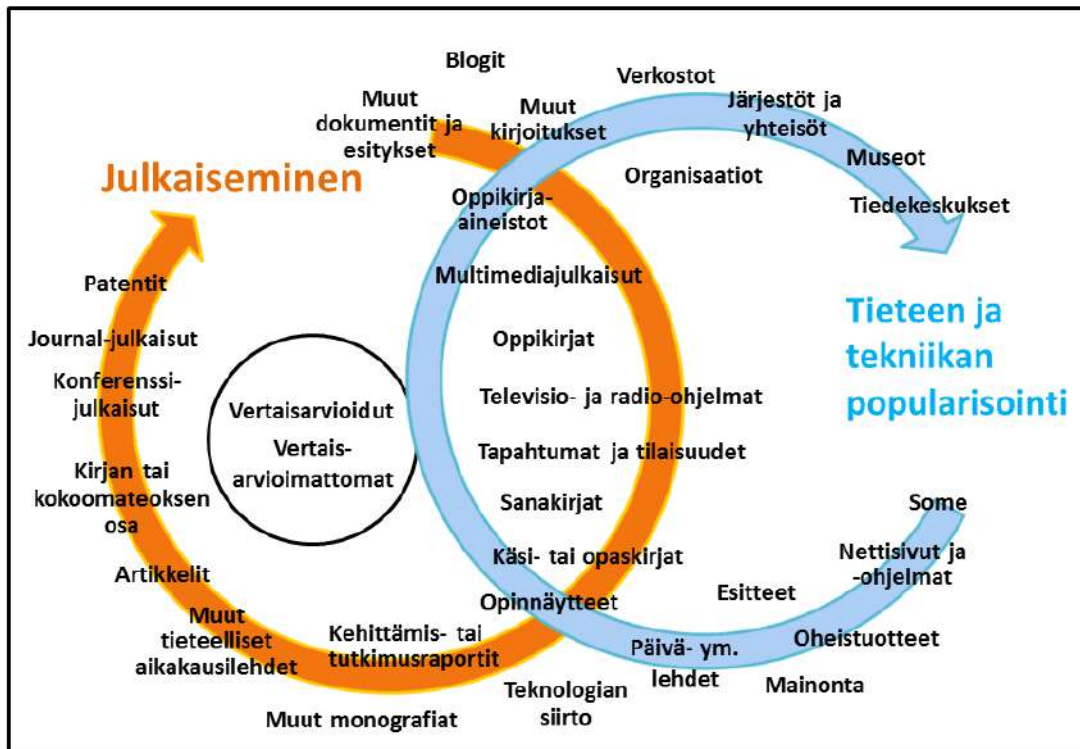 Blogit
Verkostot
Muut
dokumentit ja
esitykset
Muut
kirjoitukset
Järjestöt ja
yhteisöt
Museot
Julkaiseminen
Organisaatiot
Oppikirja-
aineistot
Tiedekeskukset
Patentit
Multimediajulkaisut
Tieteen ja
tekniikan
popularisointi
Journal-julkaisut
Oppikirjat
Konferenssi-
julkaisut
Vertaisarvioidut
Vertais-
arvioimattomat
Televisio- ja radio-ohjelmat
Tapahtumat ja tilaisuudet
Kirjan tai
kokoomateoksen
osa
Sanakirjat
Some
Artikkelit
Käsi- tai opaskirjat
Nettisivut ja
-ohjelmat
Opinnäytteet
Esitteet
Muut
tieteelliset
aikakausilehdet
Kehittämis- tai
tutkimusraportit
Päivä- ym.
lehdet
Oheistuotteet
Teknologian
siirto
Mainonta
Muut monografiat